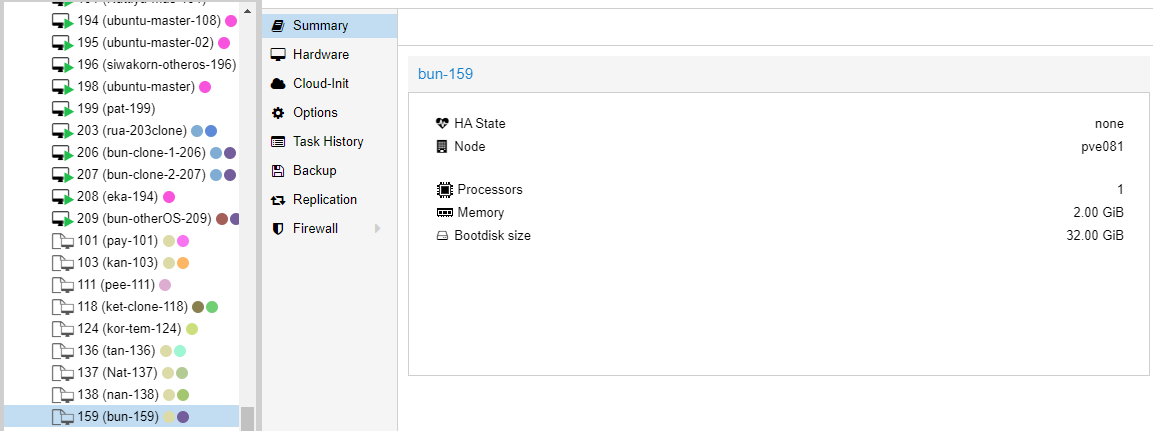 194 (ubuntu-master-108)
195 (ubuntu-master-02)
196 (siwakorn-otheros-196)
198 (ubuntu-master)
199 (pat-199)
203 (rua-203clone)
206 (bun-clone-1-206)
207 (bun-clone-2-207)
208 (eka-194)
209 (bun-otherOS-209)
101 (pay-101)
103 (kan-103)
111 (pee-111)
118 (ket-clone-118)
124 (kor-tem-124)
136 (tan-136)
137 (Nat-137)
138 (nan-138)
159 (bun-159)
Summary
Hardware
Cloud-Init
Options
Task History
Backup
Replication
Firewall
bun-159
HA State none
Node pve081
Processors 1
Memory 2.00 GiB
Bootdisk size 32.00 GiB